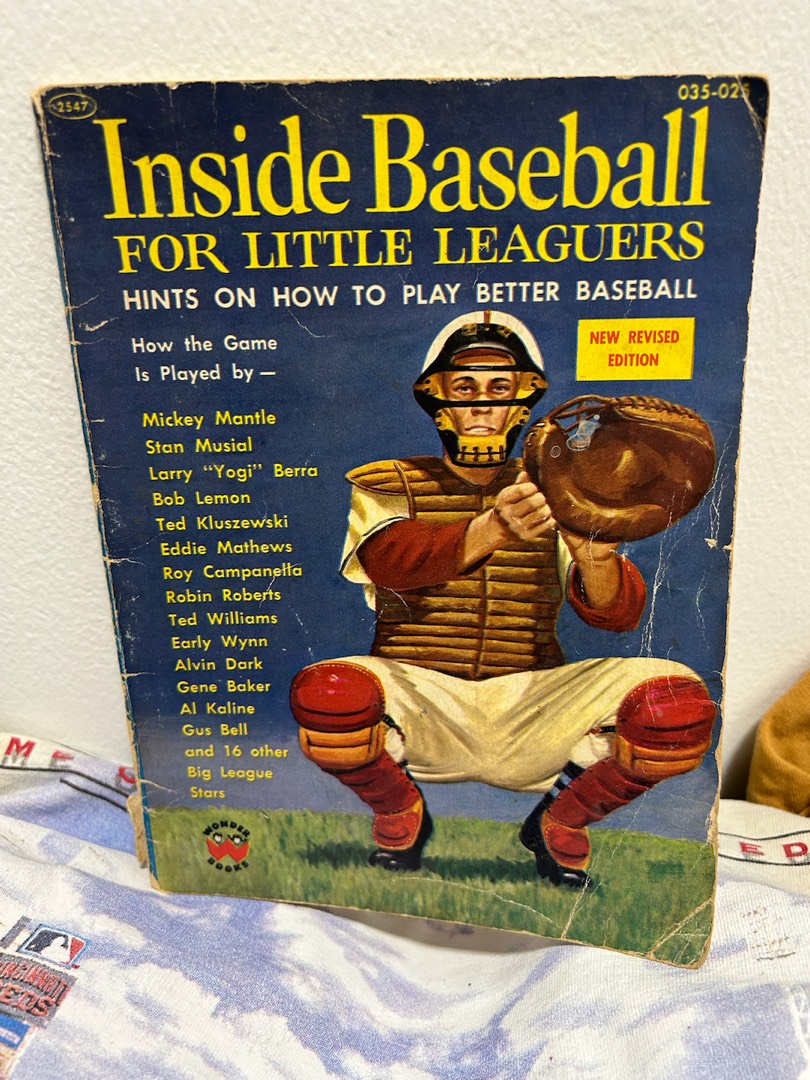 2547
035-025
Inside Baseball
FOR LITTLE LEAGUERS
HINTS ON HOW TO PLAY BETTER BASEBALL
NEW REVISED
EDITION
How the Game
Is Played by —
Mickey Mantle
Stan Musial
Larry "Yogi" Berra
Bob Lemon
Ted Kluszewski
Eddie Mathews
Roy Campanella
Robin Roberts
Ted Williams
Early Wynn
Alvin Dark
Gene Baker
Al Kaline
Gus Bell
and 16 other
Big League
Stars
WONDER
BOOKS
CINCINNATI
REDS